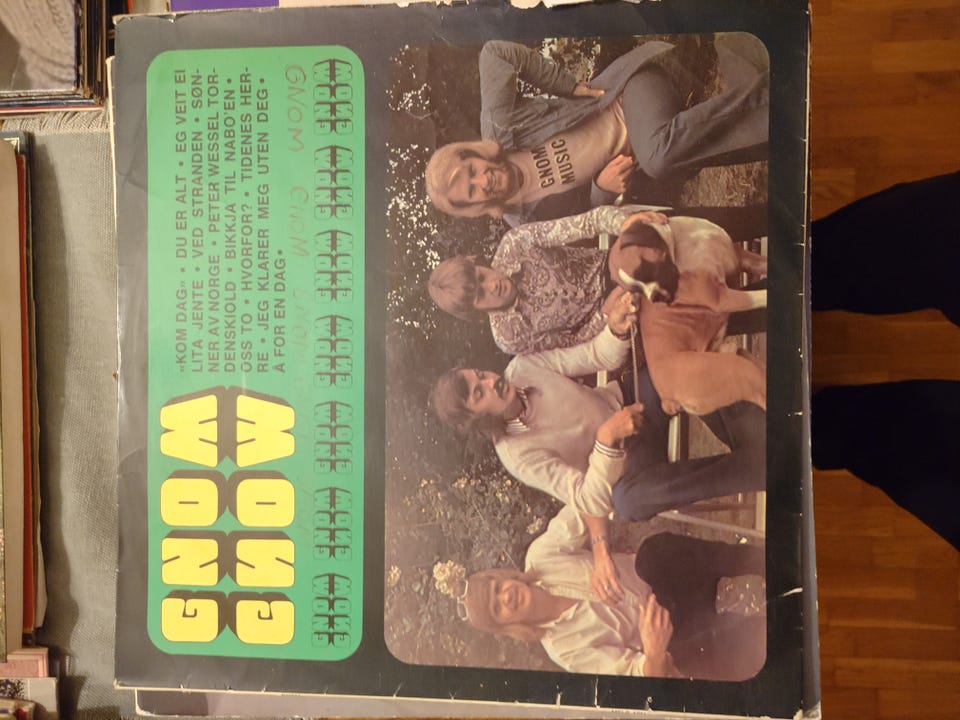 GNOM
«KOM DAG» • DU ER ALT • EG VEIT EI
LITA JENTE • VED STRANDEN • SØN-
NER AV NORGE • PETER WESSEL TOR-
DENSKIOLD • BIKKJA TIL NABO'EN •
OSS TO • HVORFOR? • TIDENES HER-
RE • JEG KLARER MEG UTEN DEG •
Å FOR EN DAG •
GNOM GNOM GNOM
GNOM GNOM GNOM GNOM GNOM GNOM GNOM
GNOM
MUSIC